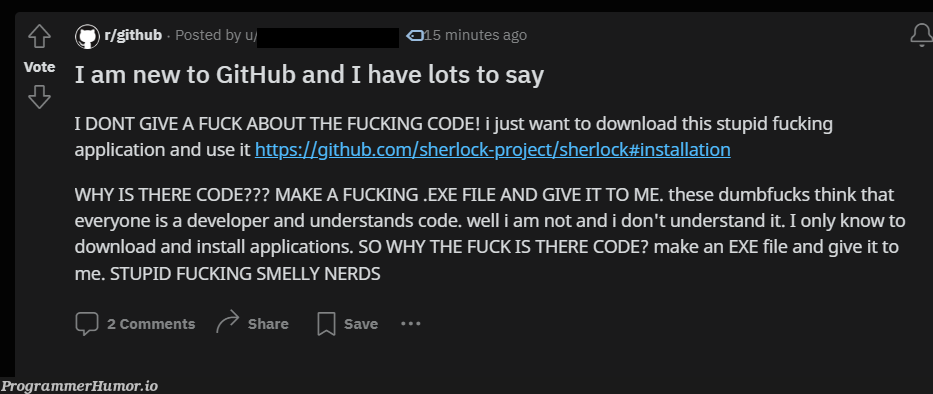 r/github · Posted by u/ 15 minutes ago
Vote
I am new to GitHub and I have lots to say
I DONT GIVE A FUCK ABOUT THE FUCKING CODE! i just want to download this stupid fucking
application and use it https://github.com/sherlock-project/sherlock#installation
WHY IS THERE CODE??? MAKE A FUCKING .EXE FILE AND GIVE IT TO ME. these dumbfucks think that
everyone is a developer and understands code. well i am not and i don't understand it. I only know to
download and install applications. SO WHY THE FUCK IS THERE CODE? make an EXE file and give it to
me. STUPID FUCKING SMELLY NERDS
2 Comments Share Save ...
ProgrammerHumor.io